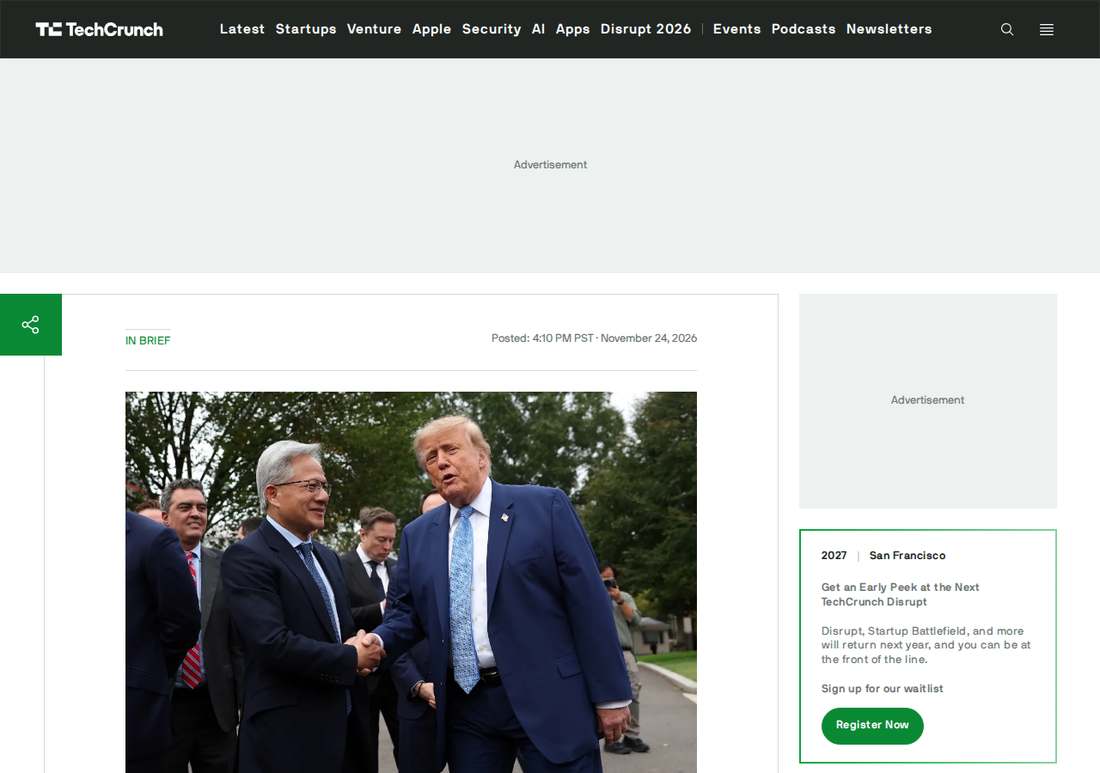 TechCrunch
Latest Startups Venture Apple Security AI Apps Disrupt 2026 | Events Podcasts Newsletters
Advertisement
IN BRIEF
Posted: 4:10 PM PST · November 24, 2026
Advertisement
2027 | San Francisco
Get an Early Peek at the Next
TechCrunch Disrupt
Disrupt, Startup Battlefield, and more
will return next year, and you can be at
the front of the line.
Sign up for our waitlist
Register Now